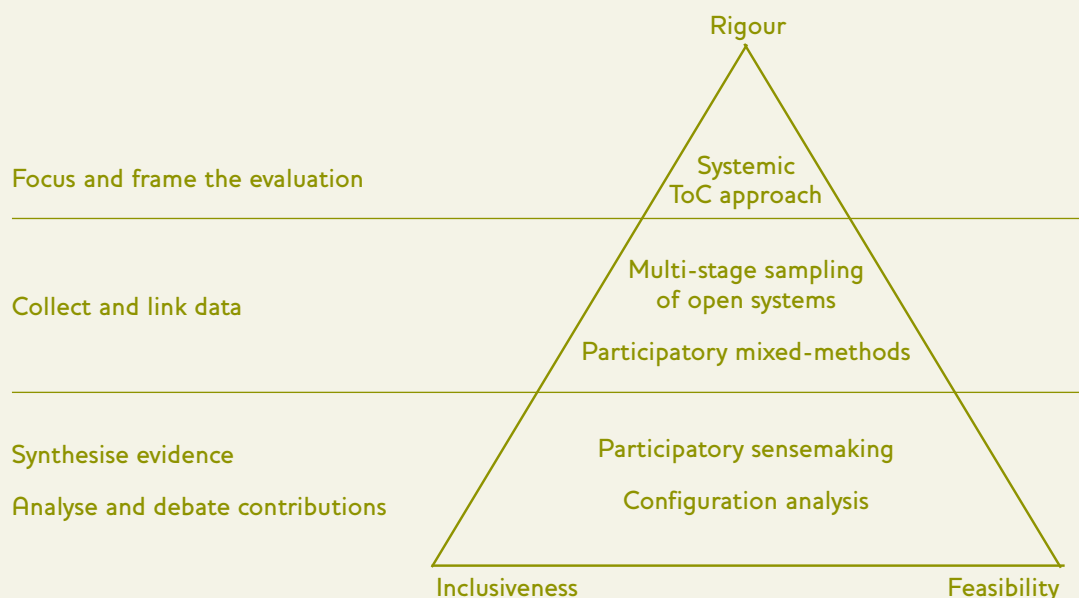 Rigour
Focus and frame the evaluation
Systemic
ToC approach
Collect and link data
Multi-stage sampling
of open systems
Participatory mixed-methods
Synthesise evidence
Participatory sensemaking
Analyse and debate contributions
Configuration analysis
Inclusiveness
Feasibility